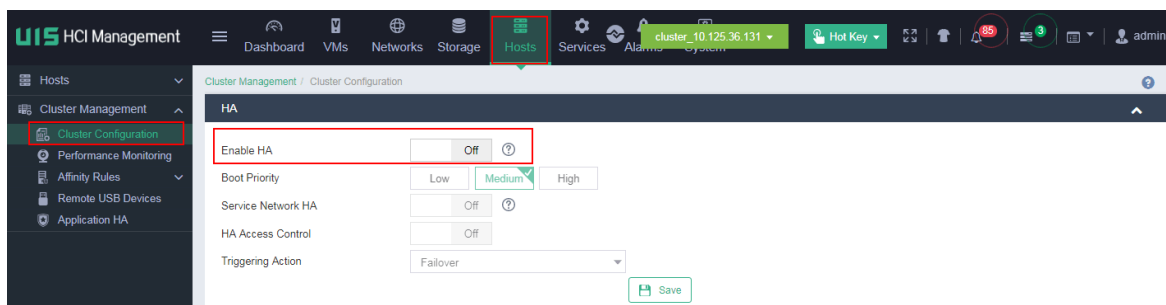 UIS HCI Management
Dashboard VMs Networks Storage Hosts Services Alarms System
cluster_10.125.36.131
Hot Key
85
3
admin
Hosts
Cluster Management
Cluster Configuration
Performance Monitoring
Affinity Rules
Remote USB Devices
Application HA
Cluster Management / Cluster Configuration
HA
Enable HA Off
Boot Priority Low Medium High
Service Network HA Off
HA Access Control Off
Triggering Action Failover
Save